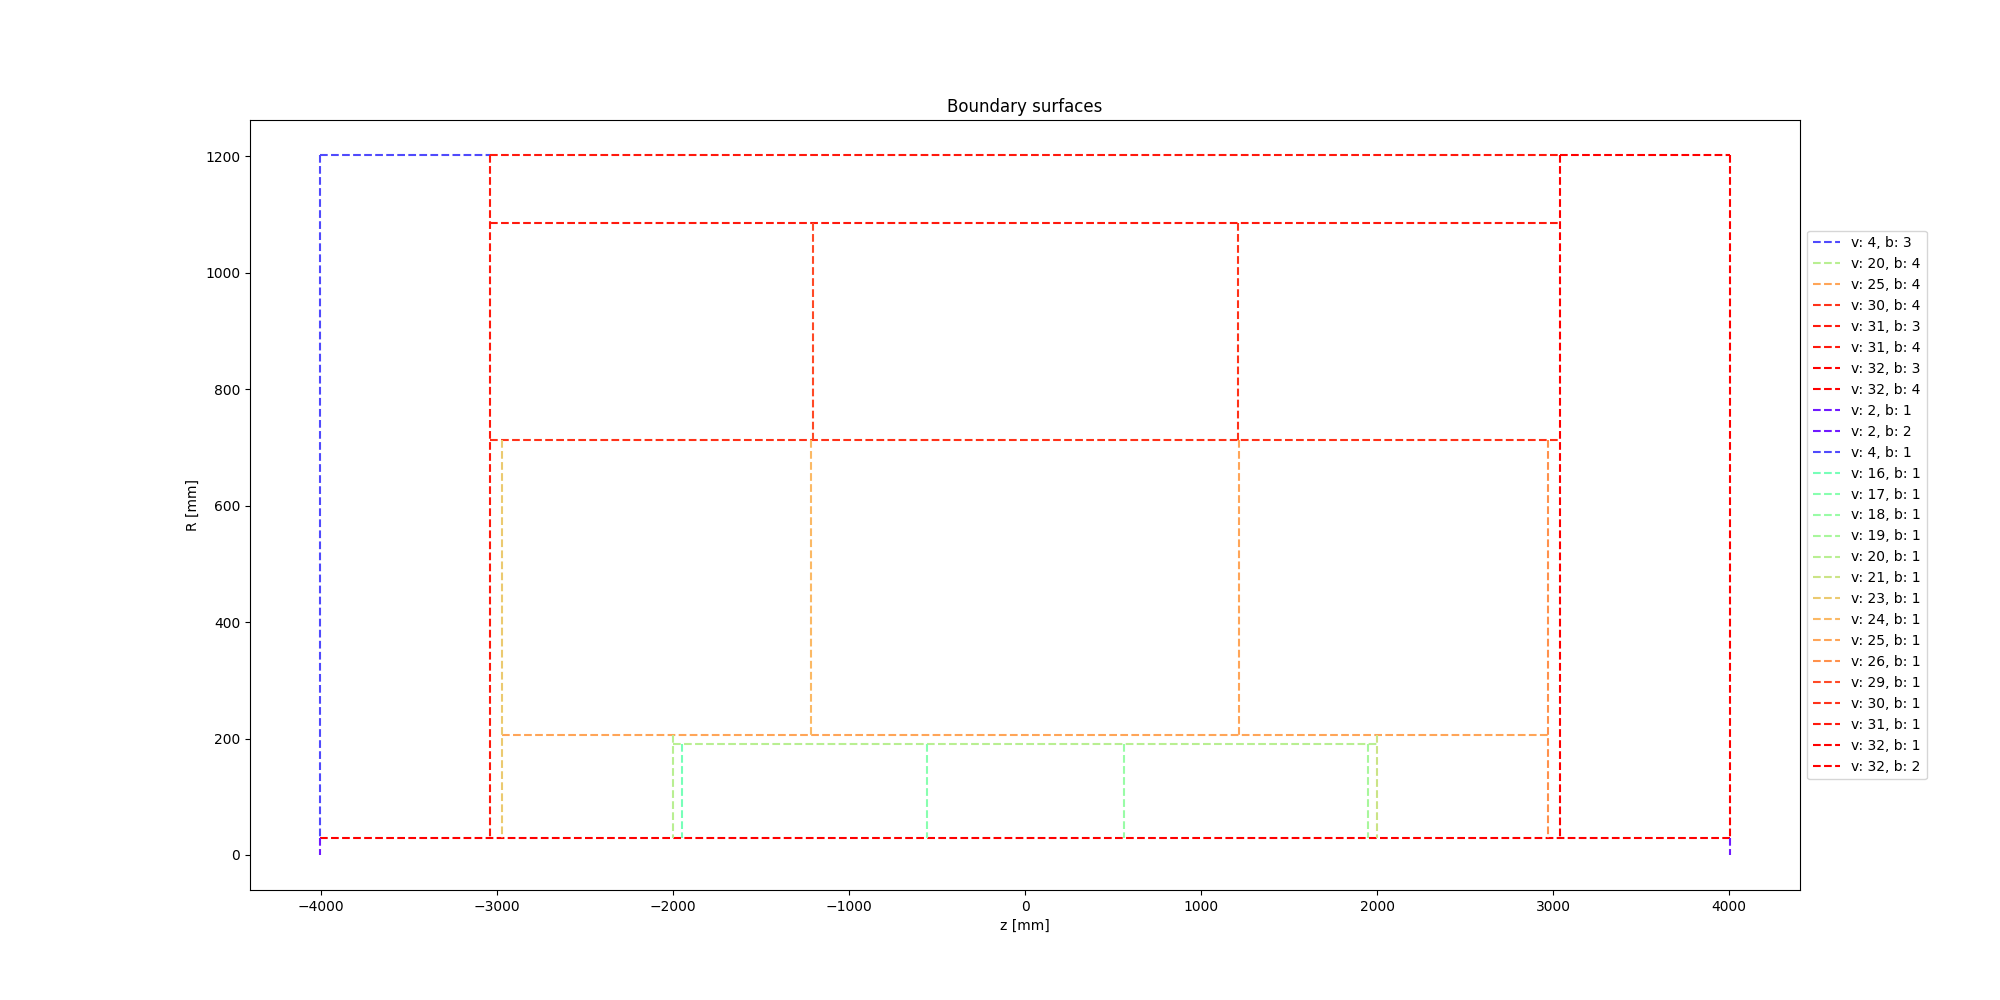 Boundary surfaces
1200
1000
800
600
400
200
0
R [mm]
−4000 −3000 −2000 −1000 0 1000 2000 3000 4000
z [mm]
v: 4, b: 3
v: 20, b: 4
v: 25, b: 4
v: 30, b: 4
v: 31, b: 3
v: 31, b: 4
v: 32, b: 3
v: 32, b: 4
v: 2, b: 1
v: 2, b: 2
v: 4, b: 1
v: 16, b: 1
v: 17, b: 1
v: 18, b: 1
v: 19, b: 1
v: 20, b: 1
v: 21, b: 1
v: 23, b: 1
v: 24, b: 1
v: 25, b: 1
v: 26, b: 1
v: 29, b: 1
v: 30, b: 1
v: 31, b: 1
v: 32, b: 1
v: 32, b: 2